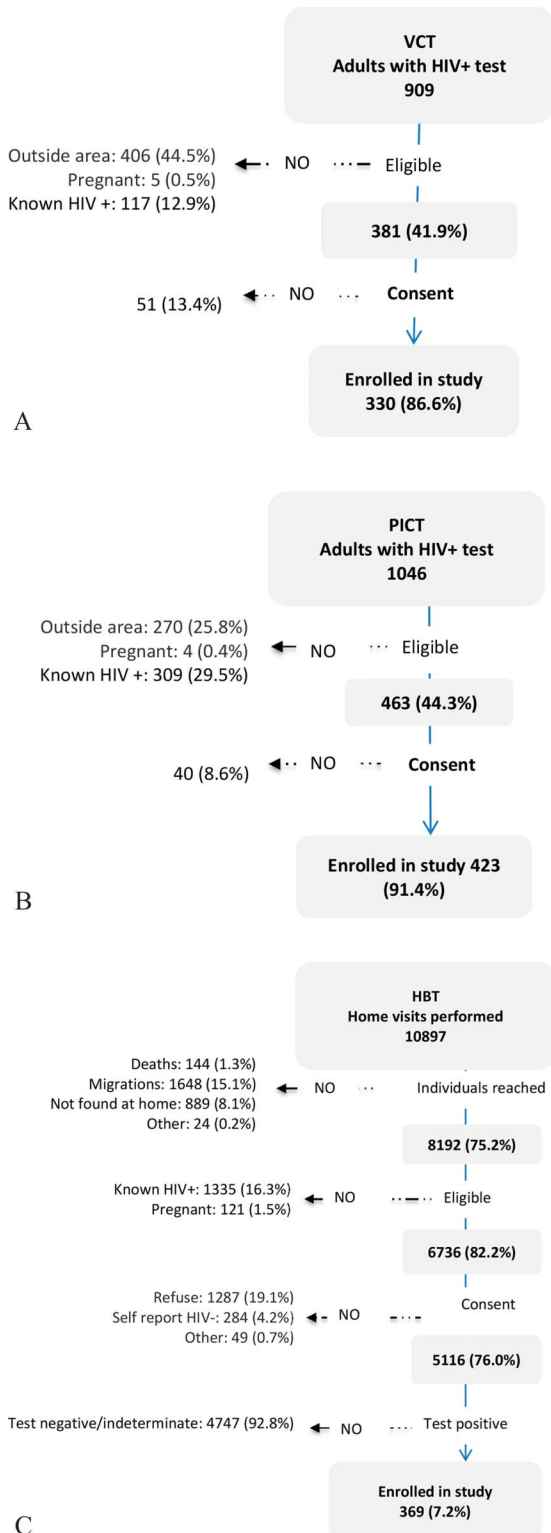 VCT
Adults with HIV+ test
909
Outside area: 406 (44.5%)
Pregnant: 5 (0.5%)
Known HIV +: 117 (12.9%)
NO
Eligible
381 (41.9%)
51 (13.4%)
NO
Consent
Enrolled in study
330 (86.6%)
A
PICT
Adults with HIV+ test
1046
Outside area: 270 (25.8%)
Pregnant: 4 (0.4%)
Known HIV +: 309 (29.5%)
NO
Eligible
463 (44.3%)
40 (8.6%)
NO
Consent
Enrolled in study 423
(91.4%)
B
HBT
Home visits performed
10897
Deaths: 144 (1.3%)
Migrations: 1648 (15.1%)
Not found at home: 889 (8.1%)
Other: 24 (0.2%)
NO
Individuals reached
8192 (75.2%)
Known HIV+: 1335 (16.3%)
Pregnant: 121 (1.5%)
NO
Eligible
6736 (82.2%)
Refuse: 1287 (19.1%)
Self report HIV-: 284 (4.2%)
Other: 49 (0.7%)
NO
Consent
5116 (76.0%)
Test negative/indeterminate: 4747 (92.8%)
NO
Test positive
Enrolled in study
369 (7.2%)
C